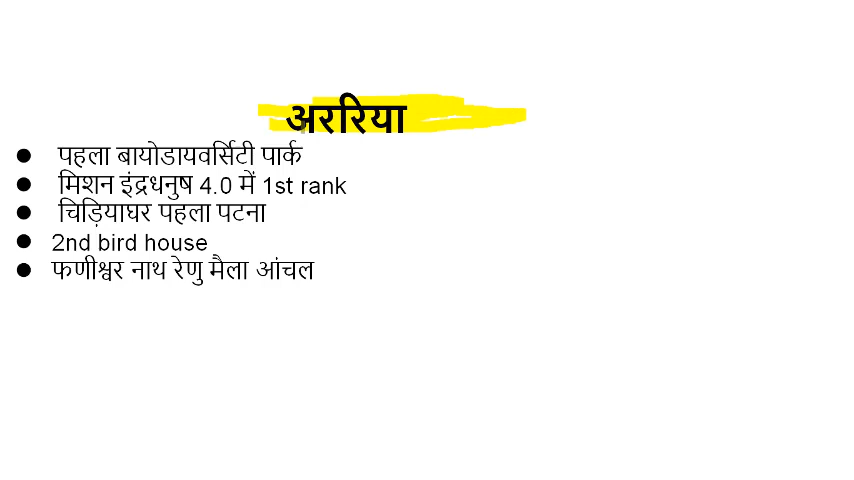 अररिया
● पहला बायोडायवर्सिटी पार्क
● मिशन इंद्रधनुष 4.0 में 1st rank
● चिड़ियाघर पहला पटना
● 2nd bird house
● फणीश्वर नाथ रेणु मैला आंचल